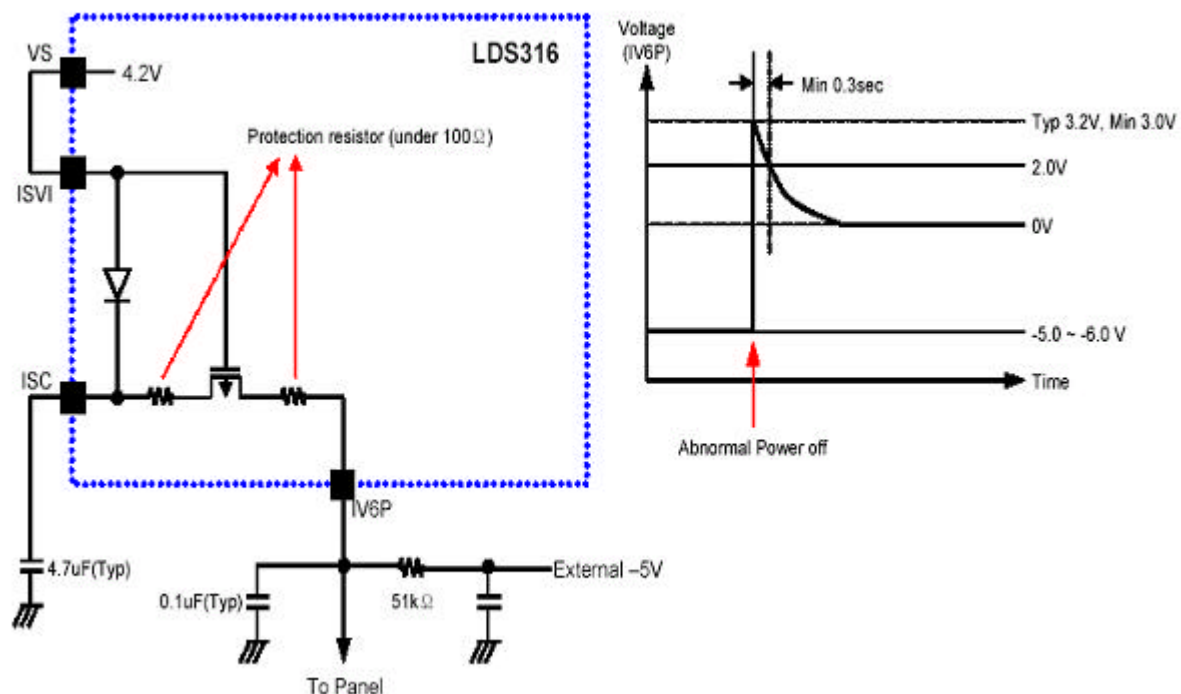 LDS316
VS
4.2V
Protection resistor (under 100Ω)
ISVI
ISC
IV6P
4.7uF(Typ)
0.1uF(Typ)
51kΩ
External –5V
To Panel
Voltage
(IV6P)
Min 0.3sec
Typ 3.2V, Min 3.0V
2.0V
0V
-5.0 ~ -6.0 V
Time
Abnormal Power off